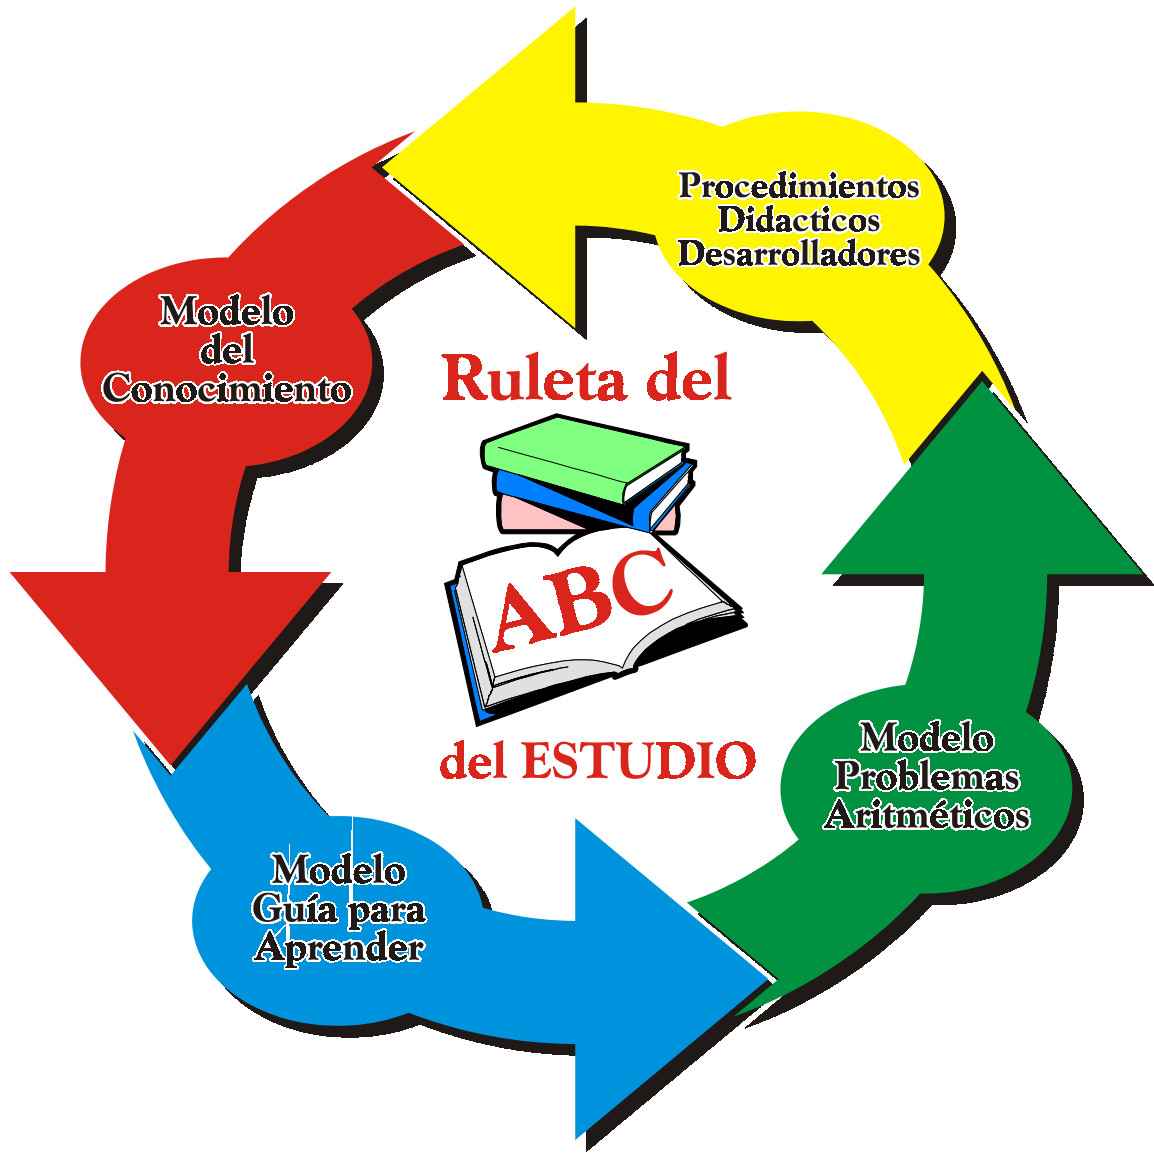 Procedimientos
Didacticos
Desarrolladores
Modelo
del
Conocimiento
Ruleta del
ABC
del ESTUDIO
Modelo
Problemas
Aritméticos
Modelo
Guía para
Aprender